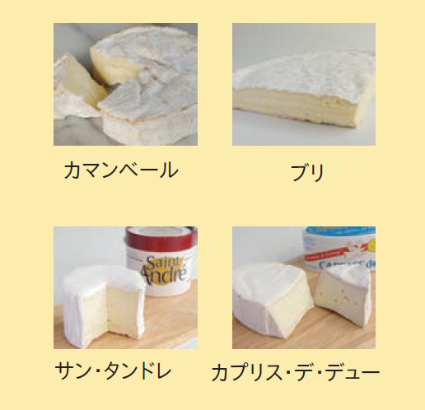 カマンベール
ブリ
Saint
André
サン・タンドレ
カプリス・デ・デュー